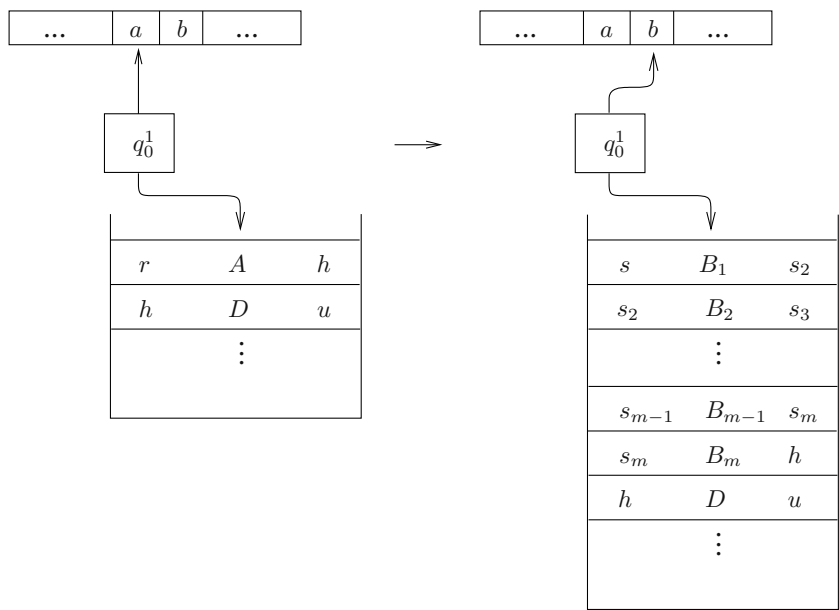 ... a b ...
q_0^1
r A h
h D u
⋮
... a b ...
q_0^1
s B_1 s_2
s_2 B_2 s_3
⋮
s_{m−1} B_{m−1} s_m
s_m B_m h
h D u
⋮